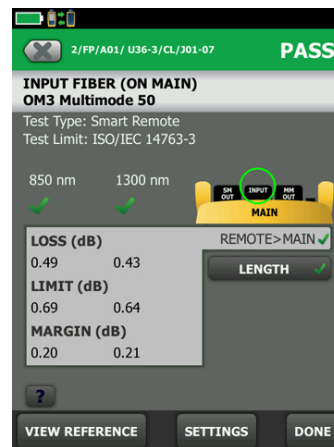 2/FP/A01/ U36-3/CL/J01-07 PASS
INPUT FIBER (ON MAIN)
OM3 Multimode 50
Test Type: Smart Remote
Test Limit: ISO/IEC 14763-3
850 nm 1300 nm
SM OUT INPUT MM OUT
MAIN
LOSS (dB) REMOTE>MAIN
0.49 0.43
LENGTH
LIMIT (dB)
0.69 0.64
MARGIN (dB)
0.20 0.21
?
VIEW REFERENCE SETTINGS DONE